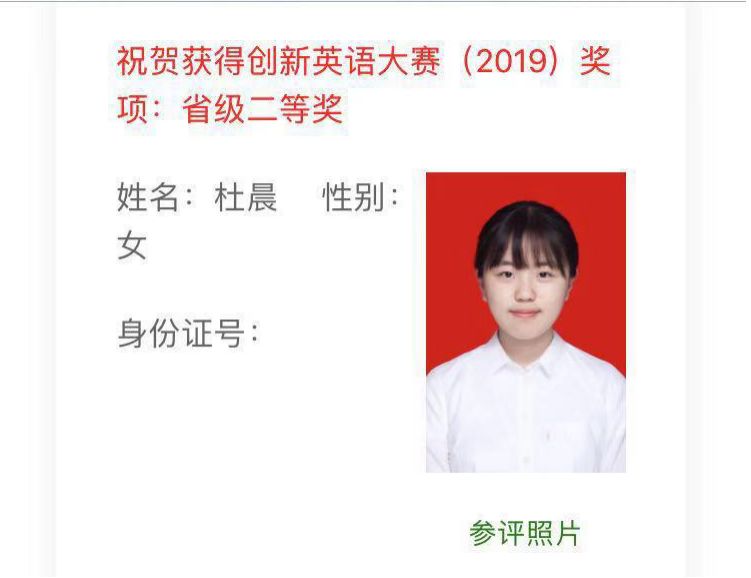 祝贺获得创新英语大赛（2019）奖
项：省级二等奖
姓名：杜晨 性别：
女
身份证号：
参评照片